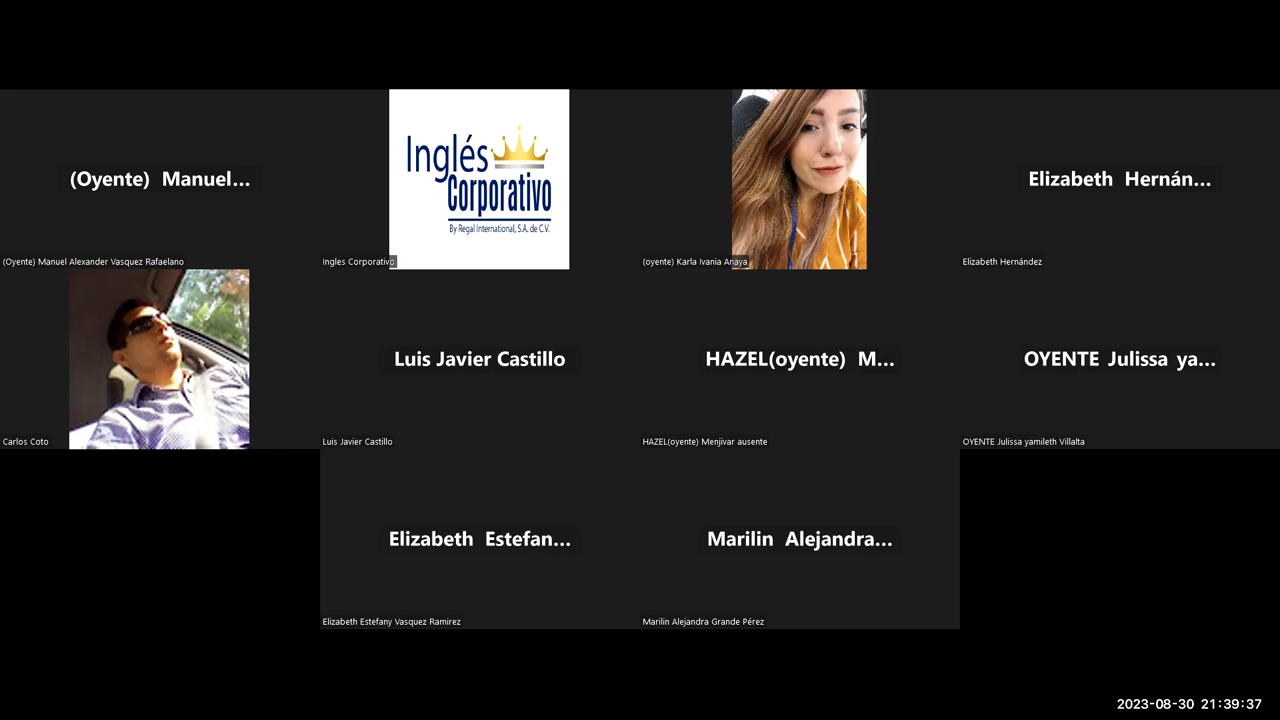 (Oyente) Manuel...
(Oyente) Manuel Alexander Vasquez Rafaelano
Inglés
Corporativo
By Regal International, S.A. de C.V.
Ingles Corporativo
(oyente) Karla Ivania Anaya
Elizabeth Hernán...
Elizabeth Hernández
Carlos Coto
Luis Javier Castillo
Luis Javier Castillo
HAZEL(oyente) M...
HAZEL(oyente) Menjivar ausente
OYENTE Julissa ya...
OYENTE Julissa yamileth Villalta
Elizabeth Estefan...
Elizabeth Estefany Vasquez Ramirez
Marilin Alejandra...
Marilin Alejandra Grande Pérez
2023-08-30 21:39:37